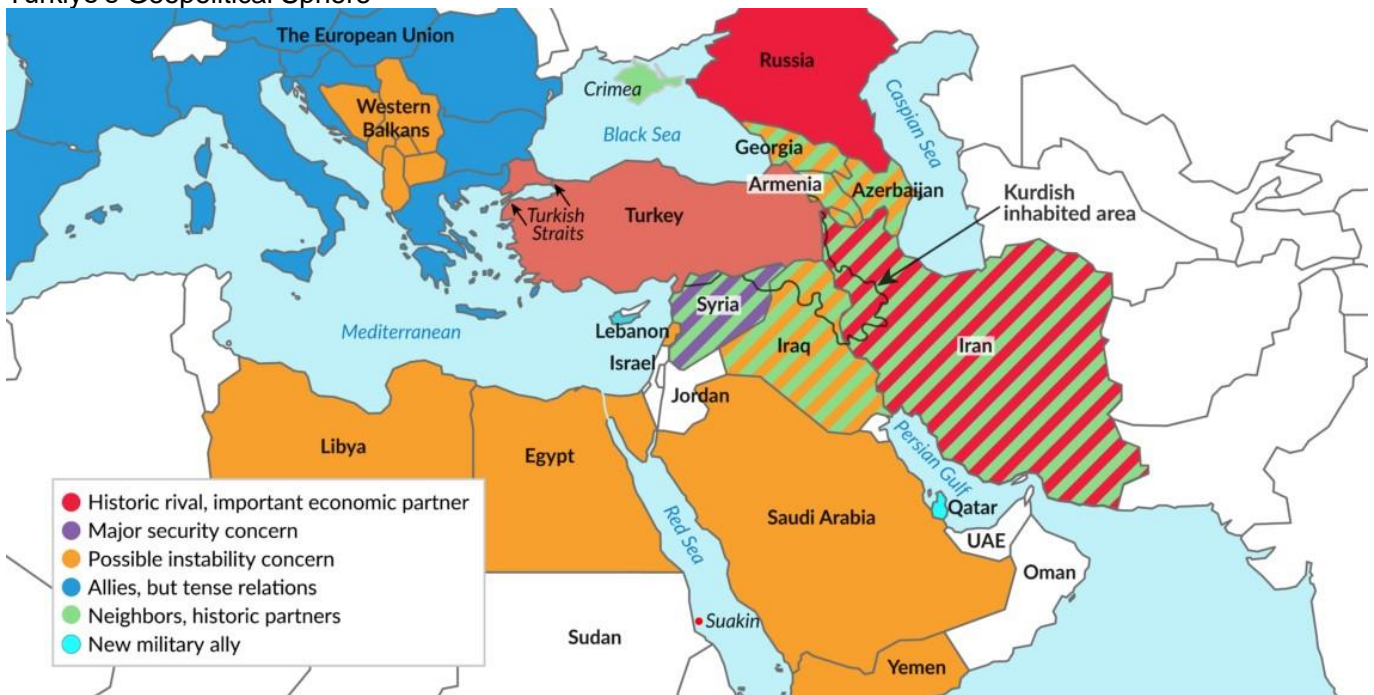 Türkiye's Geopolitical Sphere
The European Union
Russia
Crimea
Western
Balkans
Black Sea
Caspian Sea
Georgia
Armenia
Azerbaijan
Kurdish
inhabited area
Turkish
Straits
Turkey
Syria
Mediterranean
Lebanon
Iraq
Iran
Israel
Jordan
Libya
Egypt
Persian Gulf
Qatar
Saudi Arabia
Red Sea
UAE
Oman
Suakin
Sudan
Yemen
Historic rival, important economic partner
Major security concern
Possible instability concern
Allies, but tense relations
Neighbors, historic partners
New military ally